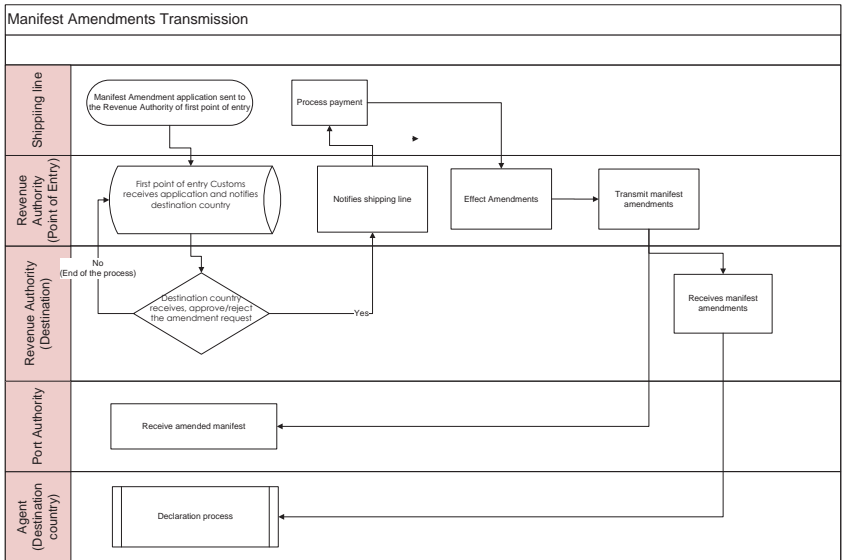 Manifest Amendments Transmission
Shippiing line
Manifest Amendment application sent to
the Revenue Authority of first point of entry
Process payment
Revenue
Authority
(Point of Entry)
First point of entry Customs
receives application and notifies
destination country
Notifies shipping line
Effect Amendments
Transmit manifest
amendments
Revenue Authority
(Destination)
No
(End of the process)
Destination country
receives, approve/reject
the amendment request
Yes
Receives manifest
amendments
Port Authority
Receive amended manifest
Agent
(Destination
country)
Declaration process